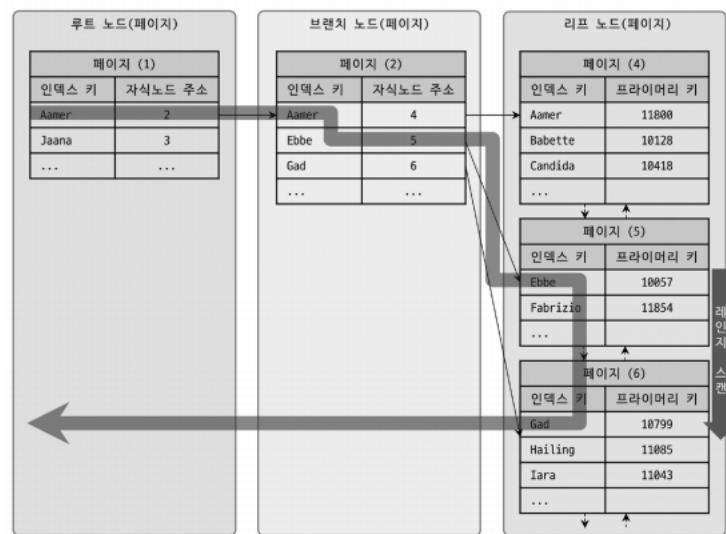 루트 노드(페이지)
페이지 (1)
인덱스 키 자식노드 주소
Aamer 2
Jaana 3
... ...
브랜치 노드(페이지)
페이지 (2)
인덱스 키 자식노드 주소
Aamer 4
Ebbe 5
Gad 6
... ...
리프 노드(페이지)
페이지 (4)
인덱스 키 프라이머리 키
Aamer 11800
Babette 10128
Candida 10418
...
페이지 (5)
인덱스 키 프라이머리 키
Ebbe 10057
Fabrizio 11854
...
페이지 (6)
인덱스 키 프라이머리 키
Gad 10799
Hailing 11085
Iara 11043
...
레인지 스캔